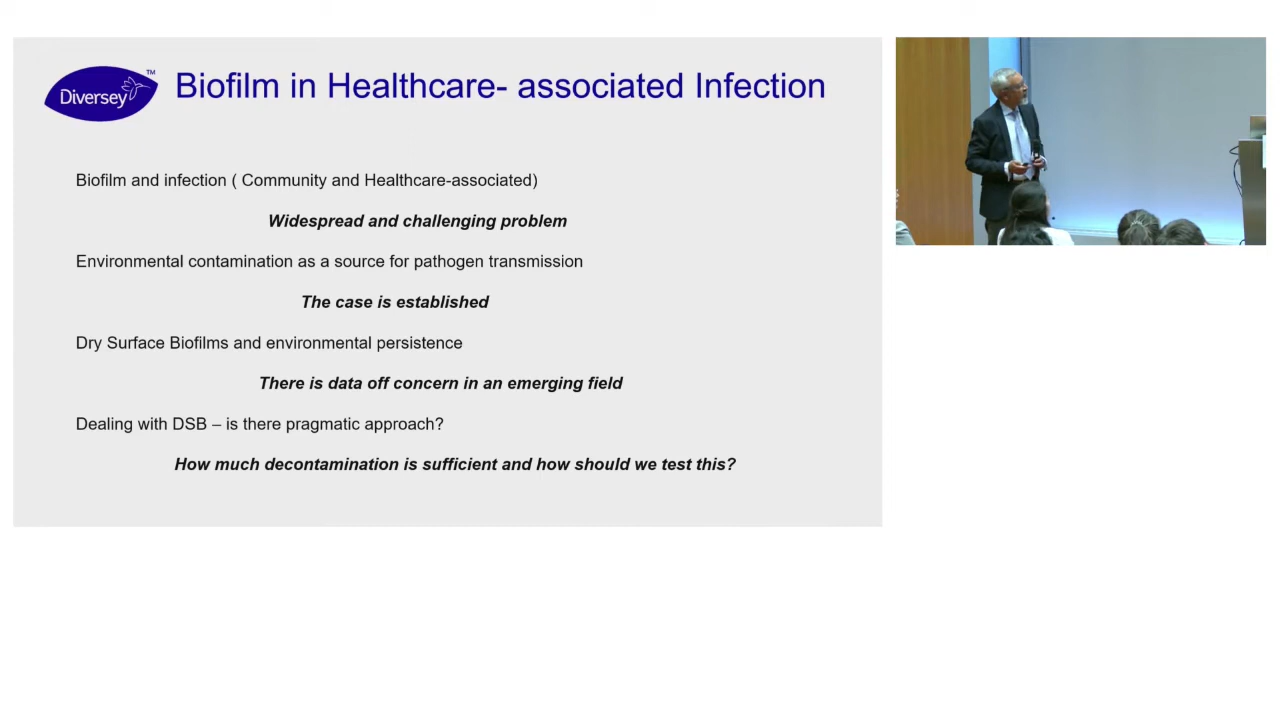 Diversey™
Biofilm in Healthcare- associated Infection
Biofilm and infection ( Community and Healthcare-associated)
Widespread and challenging problem
Environmental contamination as a source for pathogen transmission
The case is established
Dry Surface Biofilms and environmental persistence
There is data off concern in an emerging field
Dealing with DSB – is there pragmatic approach?
How much decontamination is sufficient and how should we test this?